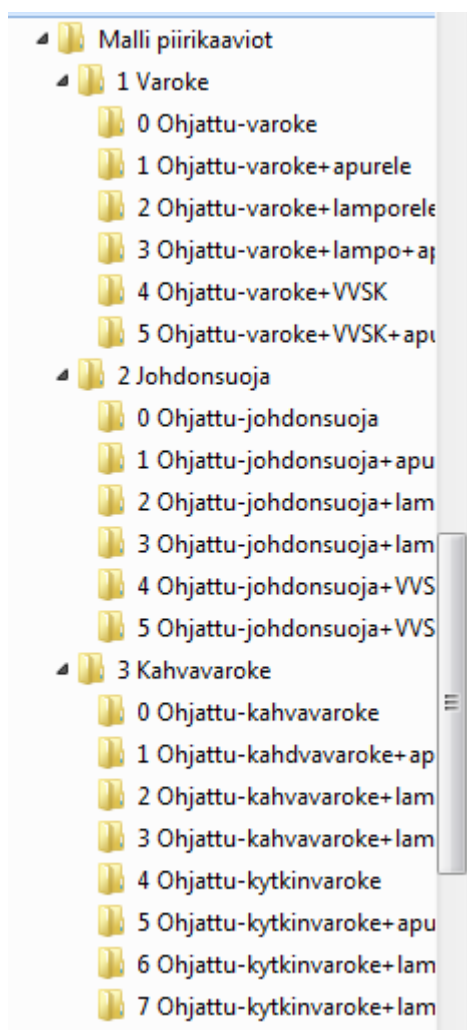 Malli piirikaaviot
1 Varoke
0 Ohjattu-varoke
1 Ohjattu-varoke+apurele
2 Ohjattu-varoke+lamporele
3 Ohjattu-varoke+lampo+ap
4 Ohjattu-varoke+VVSK
5 Ohjattu-varoke+VVSK+apu
2 Johdonsuoja
0 Ohjattu-johdonsuoja
1 Ohjattu-johdonsuoja+apu
2 Ohjattu-johdonsuoja+lam
3 Ohjattu-johdonsuoja+lam
4 Ohjattu-johdonsuoja+VVS
5 Ohjattu-johdonsuoja+VVS
3 Kahvavaroke
0 Ohjattu-kahvavaroke
1 Ohjattu-kahdvavaroke+ap
2 Ohjattu-kahvavaroke+lam
3 Ohjattu-kahvavaroke+lam
4 Ohjattu-kytkinvaroke
5 Ohjattu-kytkinvaroke+apu
6 Ohjattu-kytkinvaroke+lam
7 Ohjattu-kytkinvaroke+lam